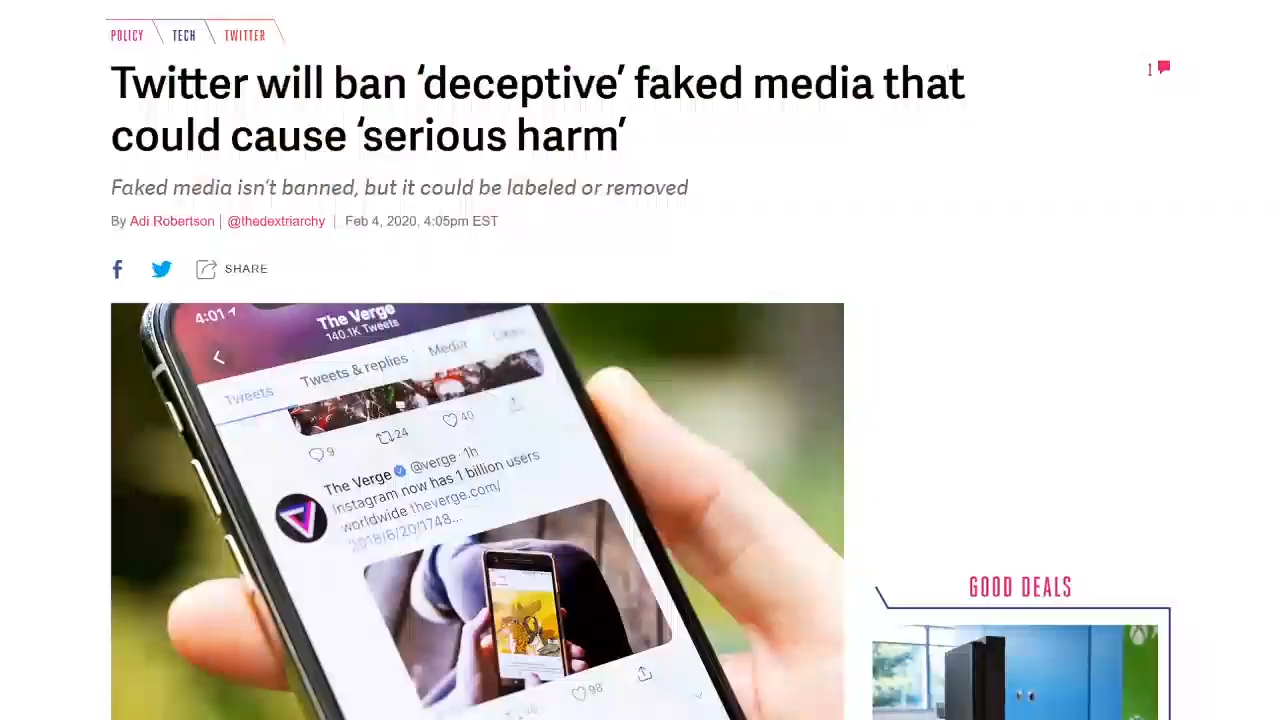 POLICY TECH TWITTER
Twitter will ban ‘deceptive’ faked media that
could cause ‘serious harm’
1
Faked media isn’t banned, but it could be labeled or removed
By Adi Robertson | @thedextriarchy | Feb 4, 2020, 4:05pm EST
SHARE
4:01
The Verge
140.1K Tweets
Tweets Tweets & replies Media Likes
9 24 40
The Verge @verge · 1h
Instagram now has 1 billion users
worldwide theverge.com/
2018/6/20/1748...
98
GOOD DEALS